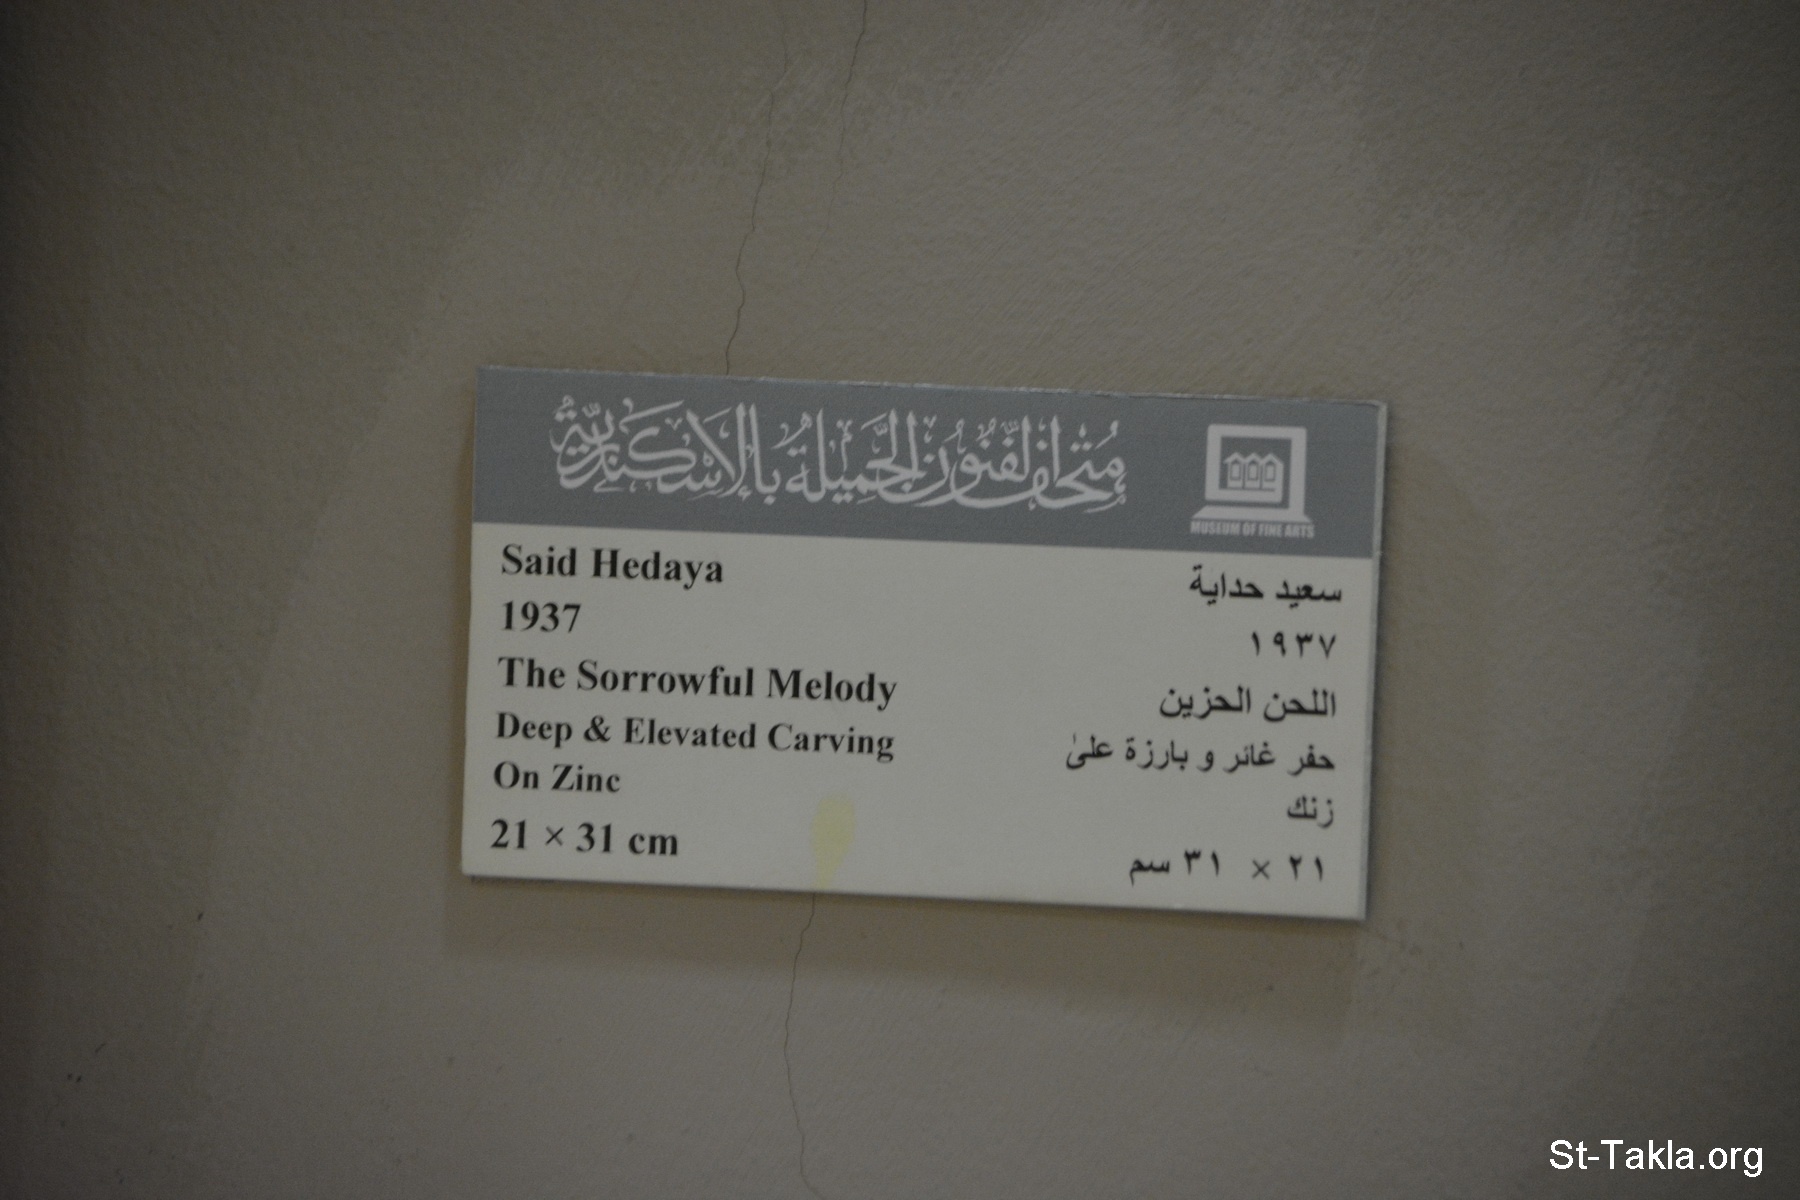 متحف الفنون الجميلة بالإسكندرية
MUSEUM OF FINE ARTS
Said Hedaya
1937
The Sorrowful Melody
Deep & Elevated Carving
On Zinc
21 × 31 cm
سعيد حداية
١٩٣٧
اللحن الحزين
حفر غائر و بارزة علىٰ
زنك
٢١ × ٣١ سم
St-Takla.org